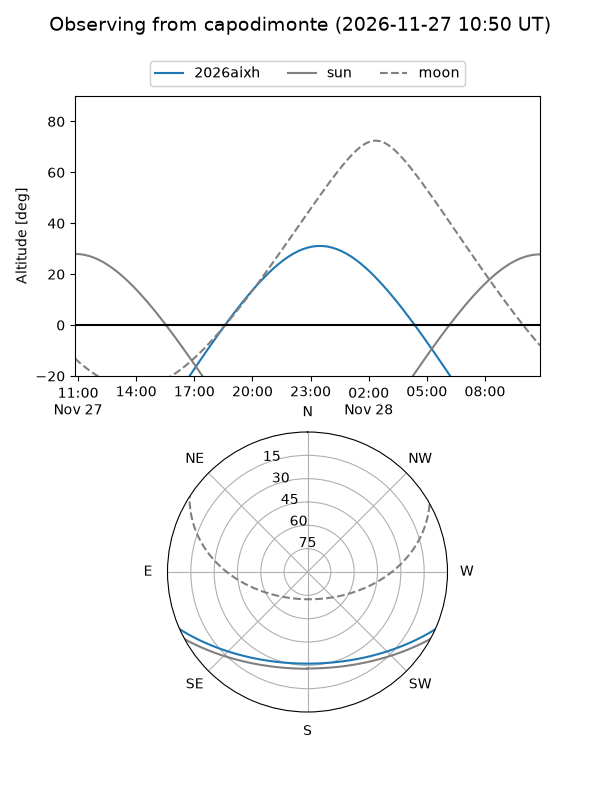 Observing from capodimonte (2026-11-27 10:50 UT)
2026aixh sun moon
80
60
40
20
0
−20
Altitude [deg]
11:00 14:00 17:00 20:00 23:00 02:00 05:00 08:00
Nov 27 Nov 28
N
NE NW
15
30
45
60
75
E W
SE SW
S